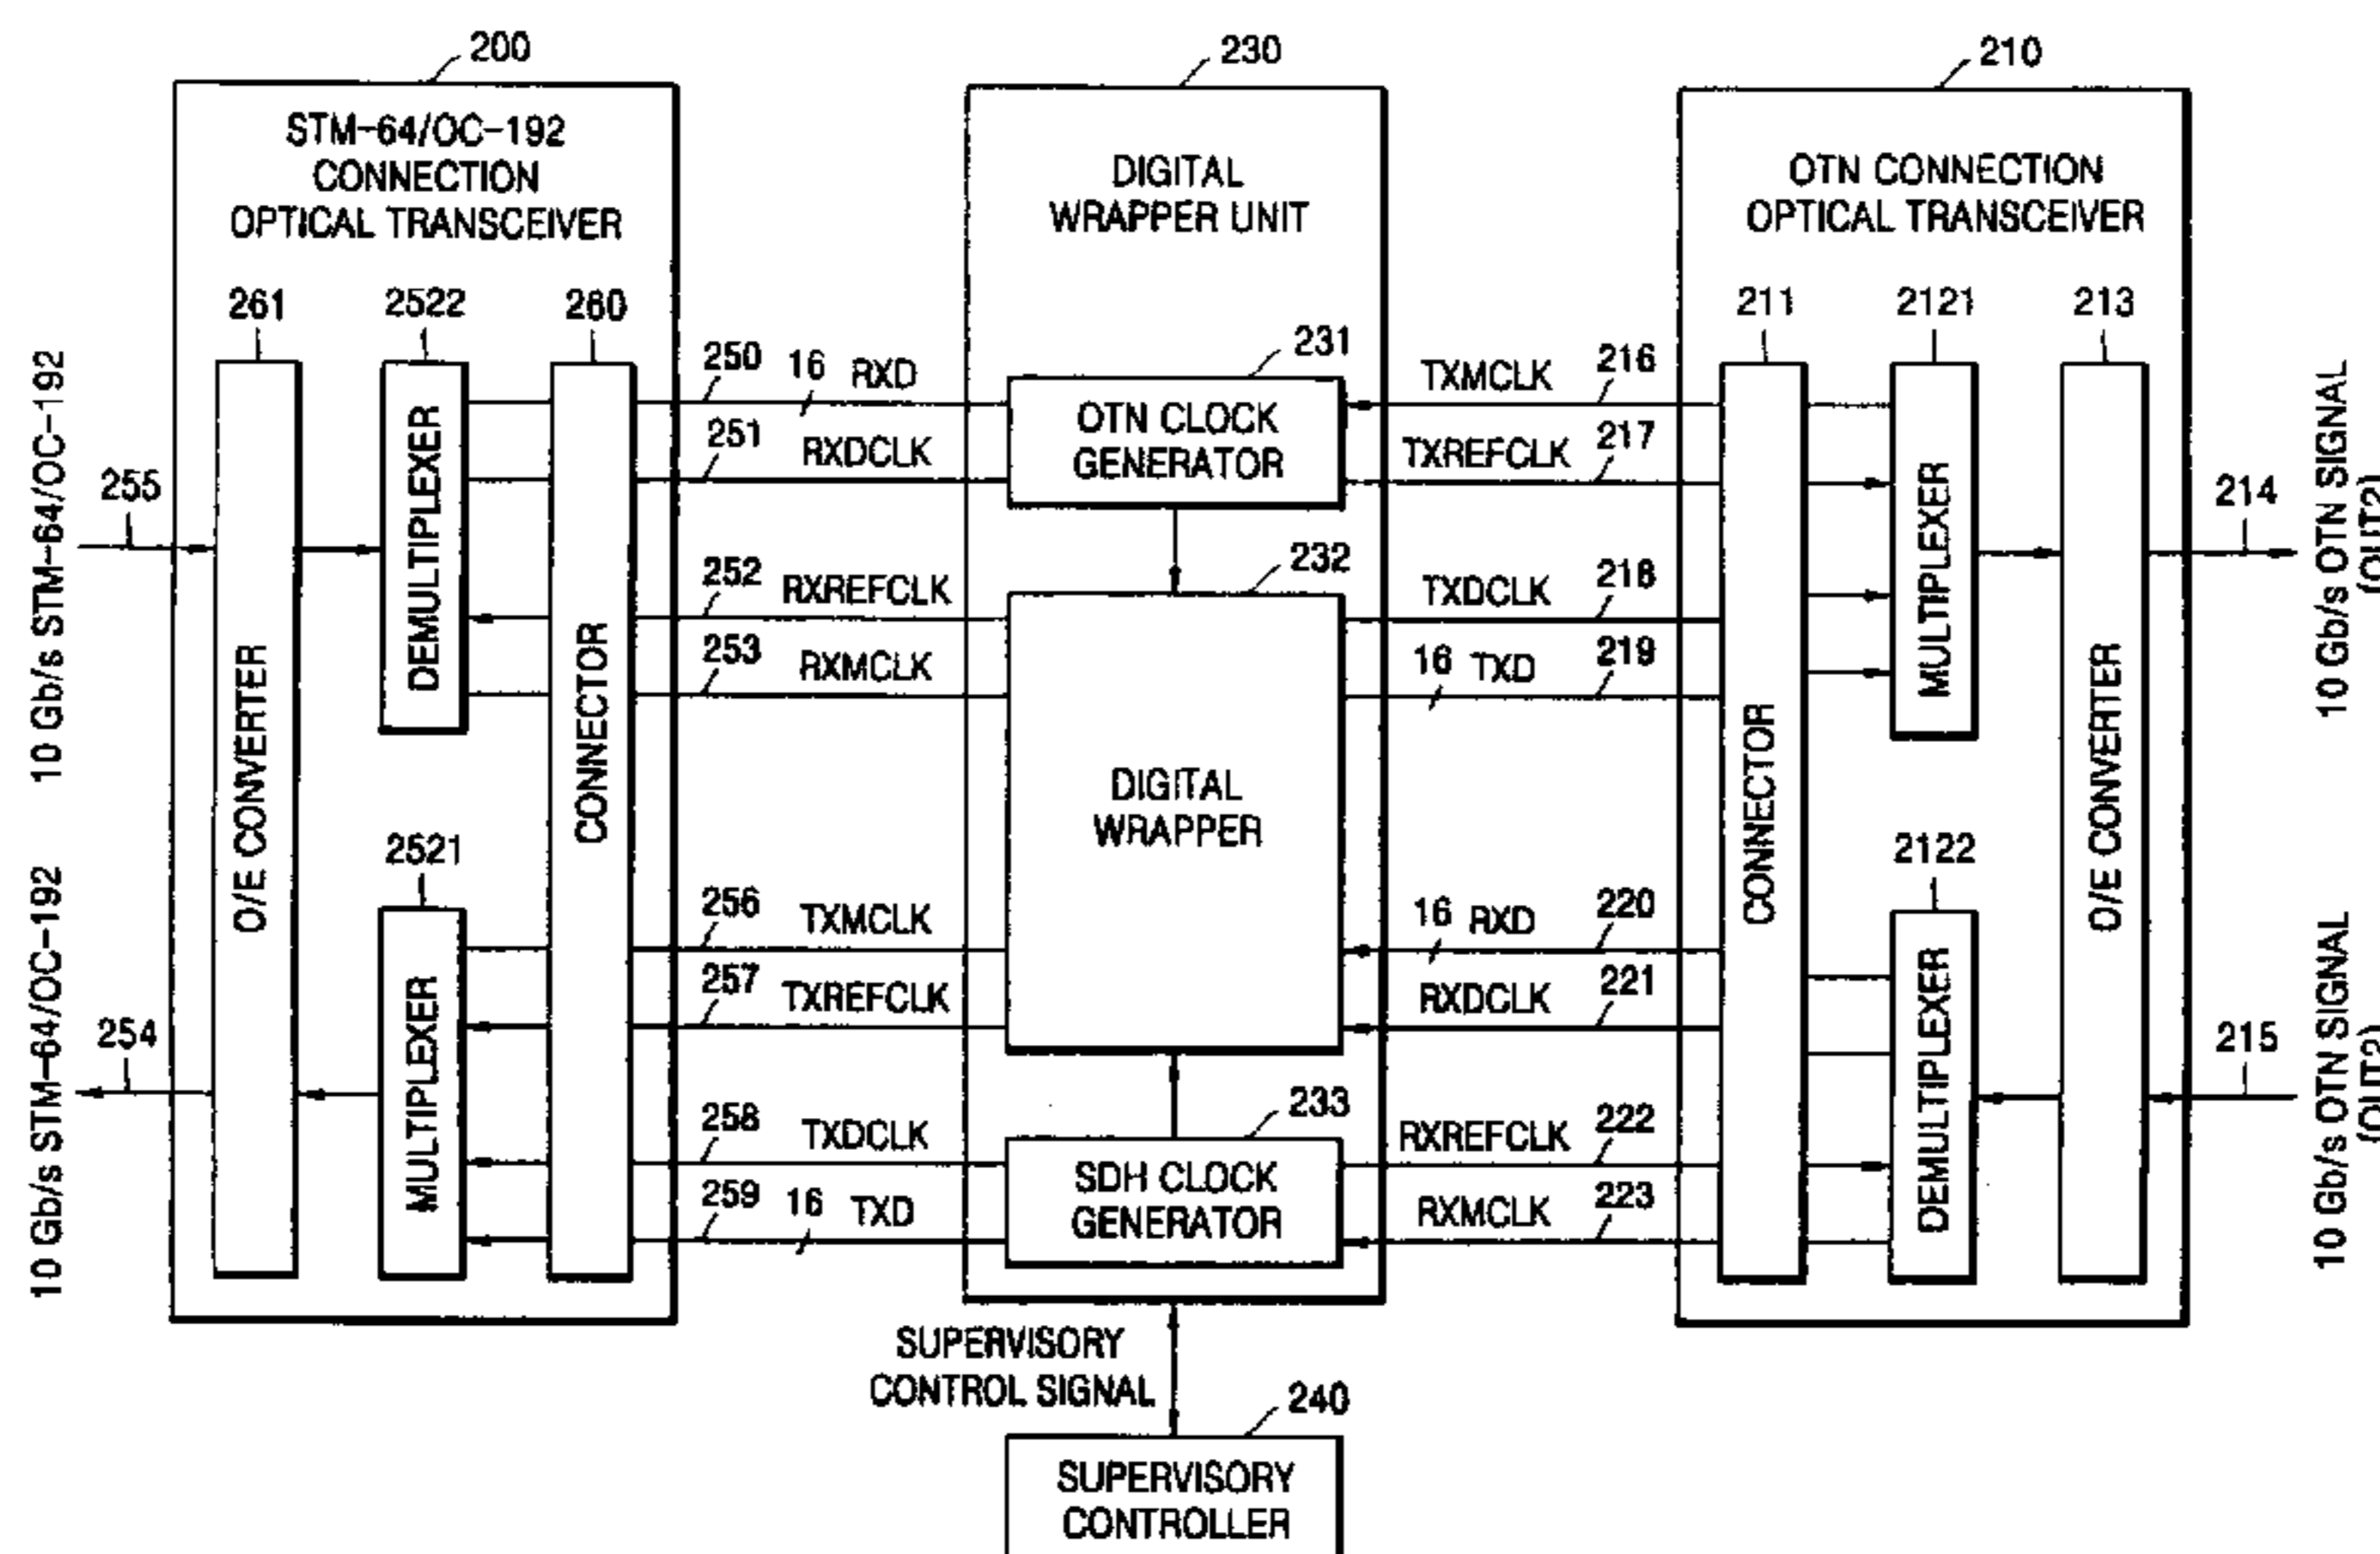 200
230
210
STM-64/OC-192
CONNECTION
OPTICAL TRANSCEIVER
DIGITAL
WRAPPER UNIT
OTN CONNECTION
OPTICAL TRANSCEIVER
261
2522
260
211
2121
213
10 Gb/s STM-64/OC-192
255
O/E CONVERTER
DEMULTIPLEXER
CONNECTOR
250
16
RXD
251
RXDCLK
252
RXREFCLK
253
RXMCLK
231
OTN CLOCK
GENERATOR
232
DIGITAL
WRAPPER
TXMCLK
216
TXREFCLK
217
TXDCLK
218
16
TXD
219
CONNECTOR
MULTIPLEXER
O/E CONVERTER
214
10 Gb/s OTN SIGNAL
(OUT2)
10 Gb/s STM-64/OC-192
254
2521
MULTIPLEXER
256
TXMCLK
257
TXREFCLK
258
TXDCLK
259
16
TXD
233
SDH CLOCK
GENERATOR
16
RXD
220
RXDCLK
221
RXREFCLK
222
RXMCLK
223
2122
DEMULTIPLEXER
215
10 Gb/s OTN SIGNAL
(OUT2)
SUPERVISORY
CONTROL SIGNAL
240
SUPERVISORY
CONTROLLER